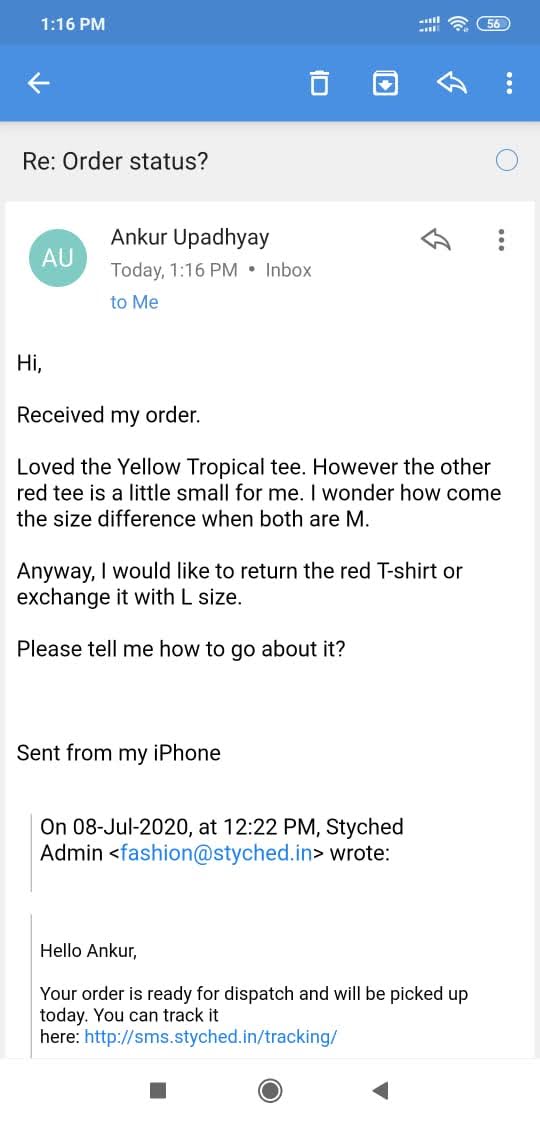 1:16 PM
56
Re: Order status?
AU
Ankur Upadhyay
Today, 1:16 PM • Inbox
to Me
Hi,
Received my order.
Loved the Yellow Tropical tee. However the other
red tee is a little small for me. I wonder how come
the size difference when both are M.
Anyway, I would like to return the red T-shirt or
exchange it with L size.
Please tell me how to go about it?
Sent from my iPhone
On 08-Jul-2020, at 12:22 PM, Styched
Admin <fashion@styched.in> wrote:
Hello Ankur,
Your order is ready for dispatch and will be picked up
today. You can track it
here: http://sms.styched.in/tracking/